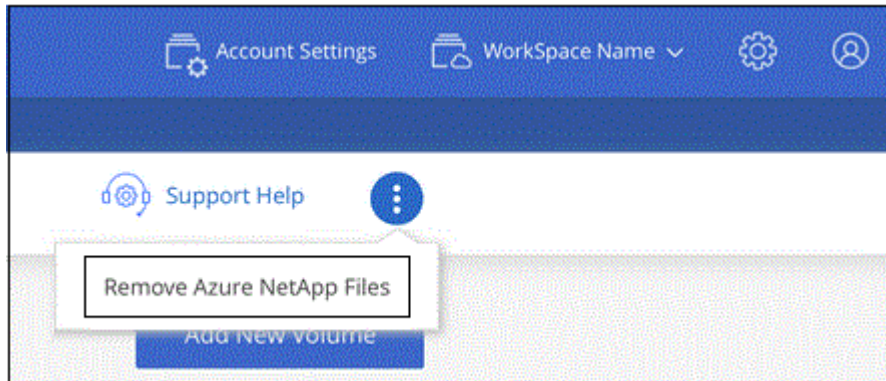 Account Settings
WorkSpace Name
Support Help
Remove Azure NetApp Files
Add New Volume